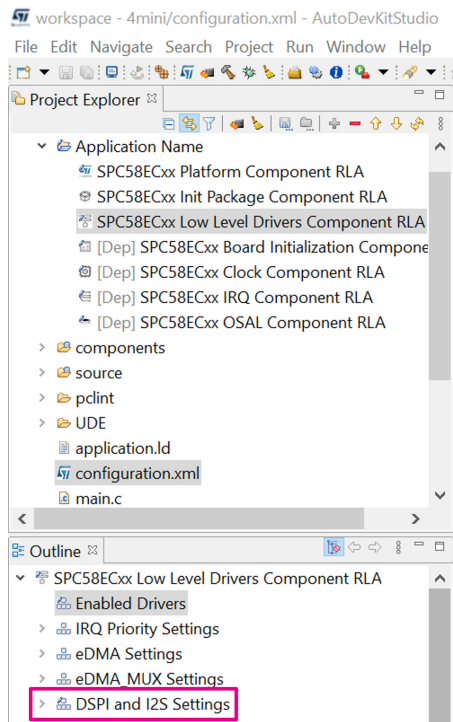 workspace - 4mini/configuration.xml - AutoDevKitStudio
File Edit Navigate Search Project Run Window Help
Project Explorer
Application Name
SPC58ECxx Platform Component RLA
SPC58ECxx Init Package Component RLA
SPC58ECxx Low Level Drivers Component RLA
[Dep] SPC58ECxx Board Initialization Compone
[Dep] SPC58ECxx Clock Component RLA
[Dep] SPC58ECxx IRQ Component RLA
[Dep] SPC58ECxx OSAL Component RLA
components
source
pclint
UDE
application.ld
configuration.xml
main.c
Outline
SPC58ECxx Low Level Drivers Component RLA
Enabled Drivers
IRQ Priority Settings
eDMA Settings
eDMA_MUX Settings
DSPI and I2S Settings